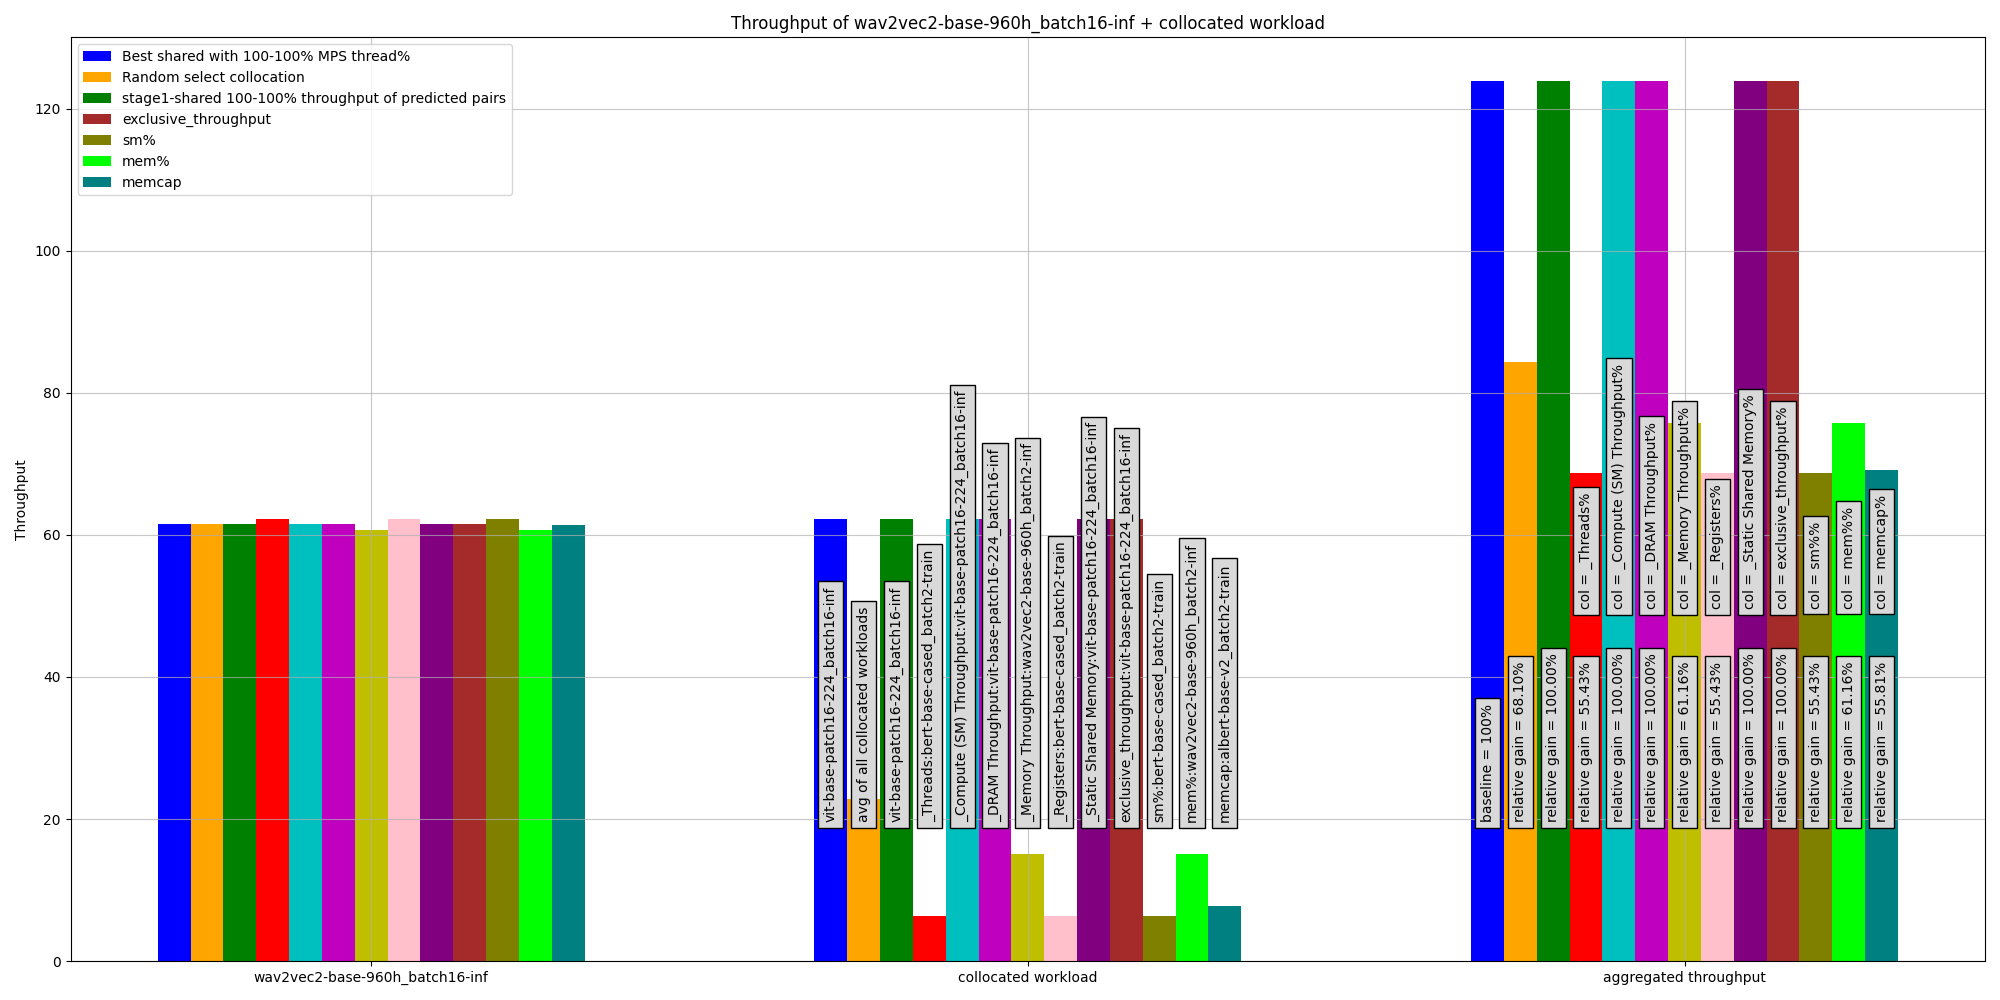 Throughput of wav2vec2-base-960h_batch16-inf + collocated workload
Best shared with 100-100% MPS thread%
Random select collocation
stage1-shared 100-100% throughput of predicted pairs
exclusive_throughput
sm%
mem%
memcap
Throughput
120
100
80
60
40
20
0
vit-base-patch16-224_batch16-inf
avg of all collocated workloads
vit-base-patch16-224_batch16-inf
_Threads:bert-base-cased_batch2-train
_Compute (SM) Throughput:vit-base-patch16-224_batch16-inf
_DRAM Throughput:vit-base-patch16-224_batch16-inf
_Memory Throughput:wav2vec2-base-960h_batch2-inf
_Registers:bert-base-cased_batch2-train
_Static Shared Memory:vit-base-patch16-224_batch16-inf
exclusive_throughput:vit-base-patch16-224_batch16-inf
sm%:bert-base-cased_batch2-train
mem%:wav2vec2-base-960h_batch2-inf
memcap:albert-base-v2_batch2-train
col = _Threads%
col = _Compute (SM) Throughput%
col = _DRAM Throughput%
col = _Memory Throughput%
col = _Registers%
col = _Static Shared Memory%
col = exclusive_throughput%
col = sm%%
col = mem%%
col = memcap%
baseline = 100%
relative gain = 68.10%
relative gain = 100.00%
relative gain = 55.43%
relative gain = 100.00%
relative gain = 100.00%
relative gain = 61.16%
relative gain = 55.43%
relative gain = 100.00%
relative gain = 100.00%
relative gain = 55.43%
relative gain = 61.16%
relative gain = 55.81%
wav2vec2-base-960h_batch16-inf
collocated workload
aggregated throughput